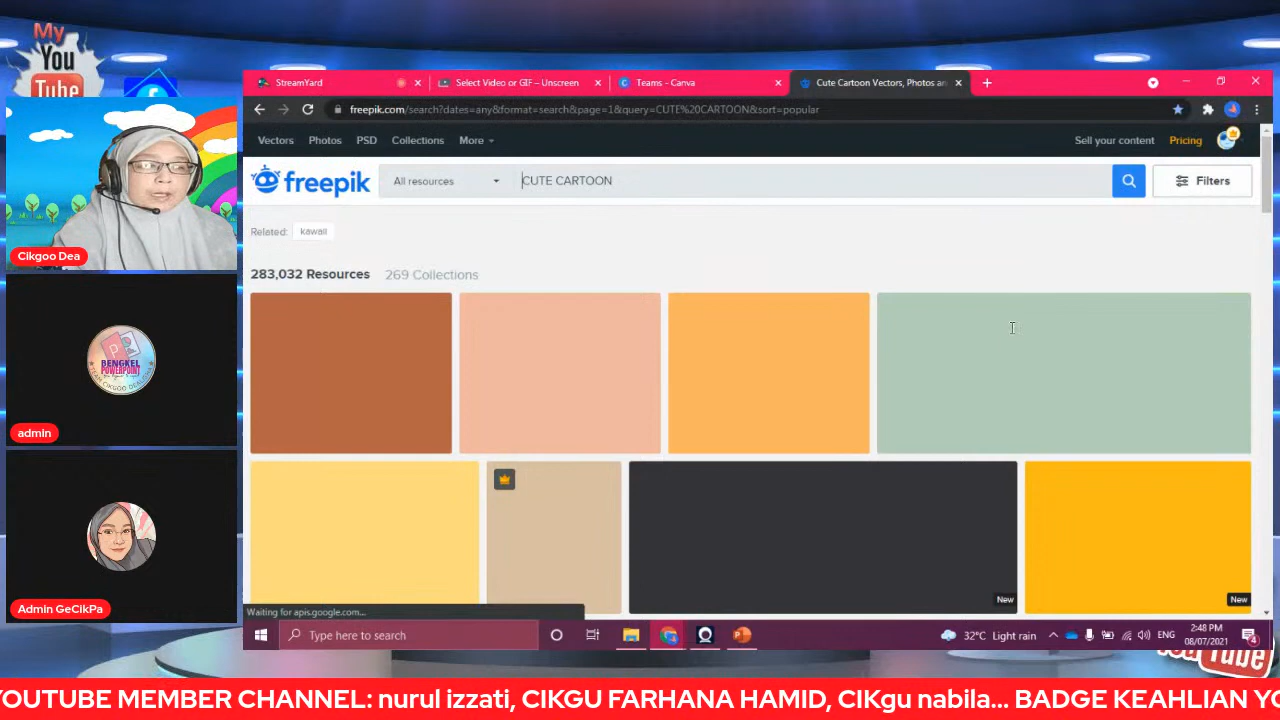 My
You
Tube
StreamYard
Select Video or GIF – Unscreen
Teams - Canva
Cute Cartoon Vectors, Photos an
freepik.com/search?dates=any&format=search&page=1&query=CUTE%20CARTOON&sort=popular
Vectors
Photos
PSD
Collections
More
Sell your content
Pricing
freepik
All resources
CUTE CARTOON
Filters
Related:
kawaii
283,032 Resources
269 Collections
New
New
Waiting for apis.google.com...
Type here to search
32°C Light rain
ENG
2:48 PM
08/07/2021
4
Cikgoo Dea
BENGKEL
POWERPOINT
admin
Admin GeCikPa
YouTube
YOUTUBE MEMBER CHANNEL: nurul izzati, CIKGU FARHANA HAMID, CIKgu nabila... BADGE KEAHLIAN YO